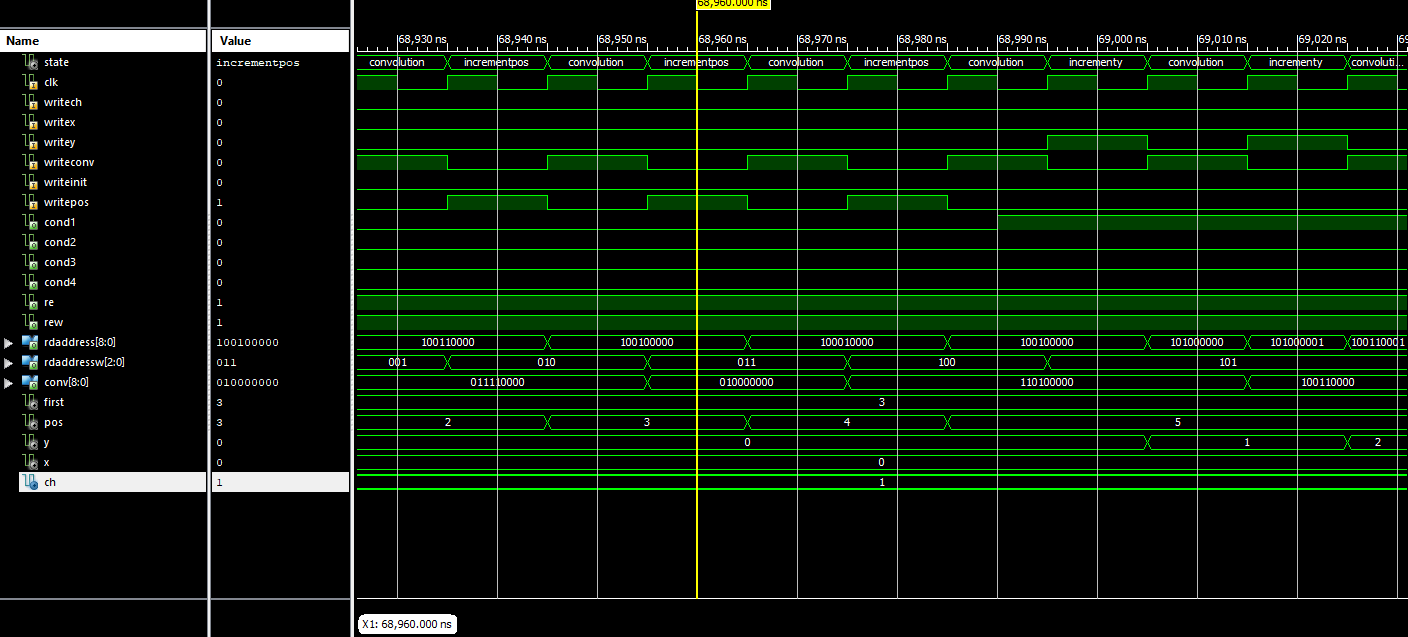 68,960.000 ns
Name Value 68,930 ns 68,940 ns 68,950 ns 68,960 ns 68,970 ns 68,980 ns 68,990 ns 69,000 ns 69,010 ns 69,020 ns 69
state incrementpos convolution incrementpos convolution incrementpos convolution incrementpos convolution incrementy convolution incrementy convoluti...
clk 0
writech 0
writex 0
writey 0
writeconv 0
writeinit 0
writepos 1
cond1 0
cond2 0
cond3 0
cond4 0
re 1
rew 1
rdaddress[8:0] 100100000 100110000 100100000 100010000 100100000 101000000 101000001 100110001
rdaddressw[2:0] 011 001 010 011 100 101
conv[8:0] 010000000 011110000 010000000 110100000 100110000
first 3 3
pos 3 2 3 4 5
y 0 0 1 2
x 0 0
ch 1 1
X1: 68,960.000 ns